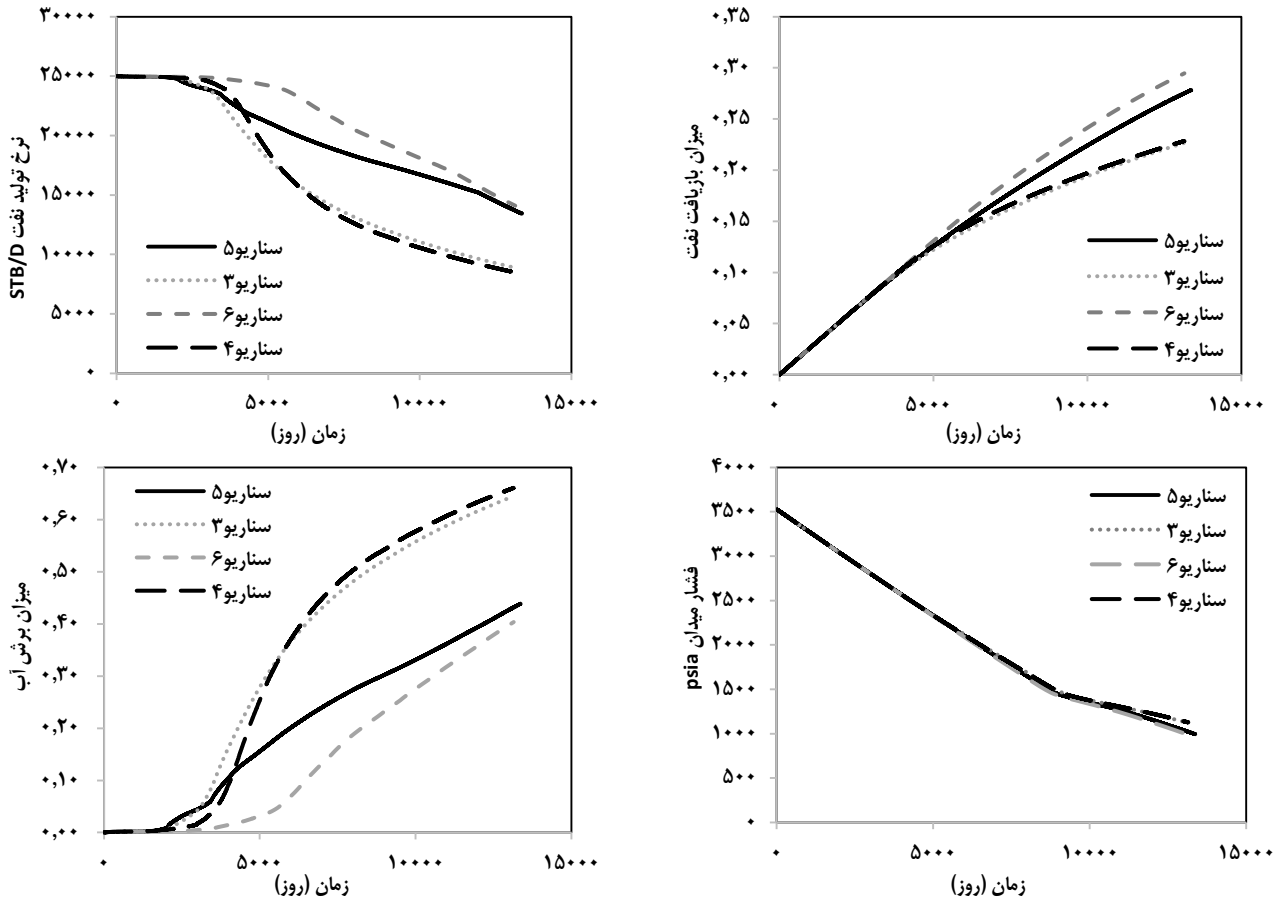 ۳۰۰۰۰
۲۵۰۰۰
۲۰۰۰۰
۱۵۰۰۰
۱۰۰۰۰
۵۰۰۰
۰
نرخ تولید نفت STB/D
سناریو۵
سناریو۳
سناریو۶
سناریو۴
۰
۵۰۰۰
۱۰۰۰۰
۱۵۰۰۰
زمان (روز)
۰,۳۵
۰,۳۰
۰,۲۵
۰,۲۰
۰,۱۵
۰,۱۰
۰,۰۵
۰,۰۰
میزان بازیافت نفت
سناریو۵
سناریو۳
سناریو۶
سناریو۴
۰
۵۰۰۰
۱۰۰۰۰
۱۵۰۰۰
زمان (روز)
۰,۷۰
۰,۶۰
۰,۵۰
۰,۴۰
۰,۳۰
۰,۲۰
۰,۱۰
۰,۰۰
میزان برش آب
سناریو۵
سناریو۳
سناریو۶
سناریو۴
۰
۵۰۰۰
۱۰۰۰۰
۱۵۰۰۰
زمان (روز)
۴۰۰۰
۳۵۰۰
۳۰۰۰
۲۵۰۰
۲۰۰۰
۱۵۰۰
۱۰۰۰
۵۰۰
۰
فشار میدان psia
سناریو۵
سناریو۳
سناریو۶
سناریو۴
۰
۵۰۰۰
۱۰۰۰۰
۱۵۰۰۰
زمان (روز)